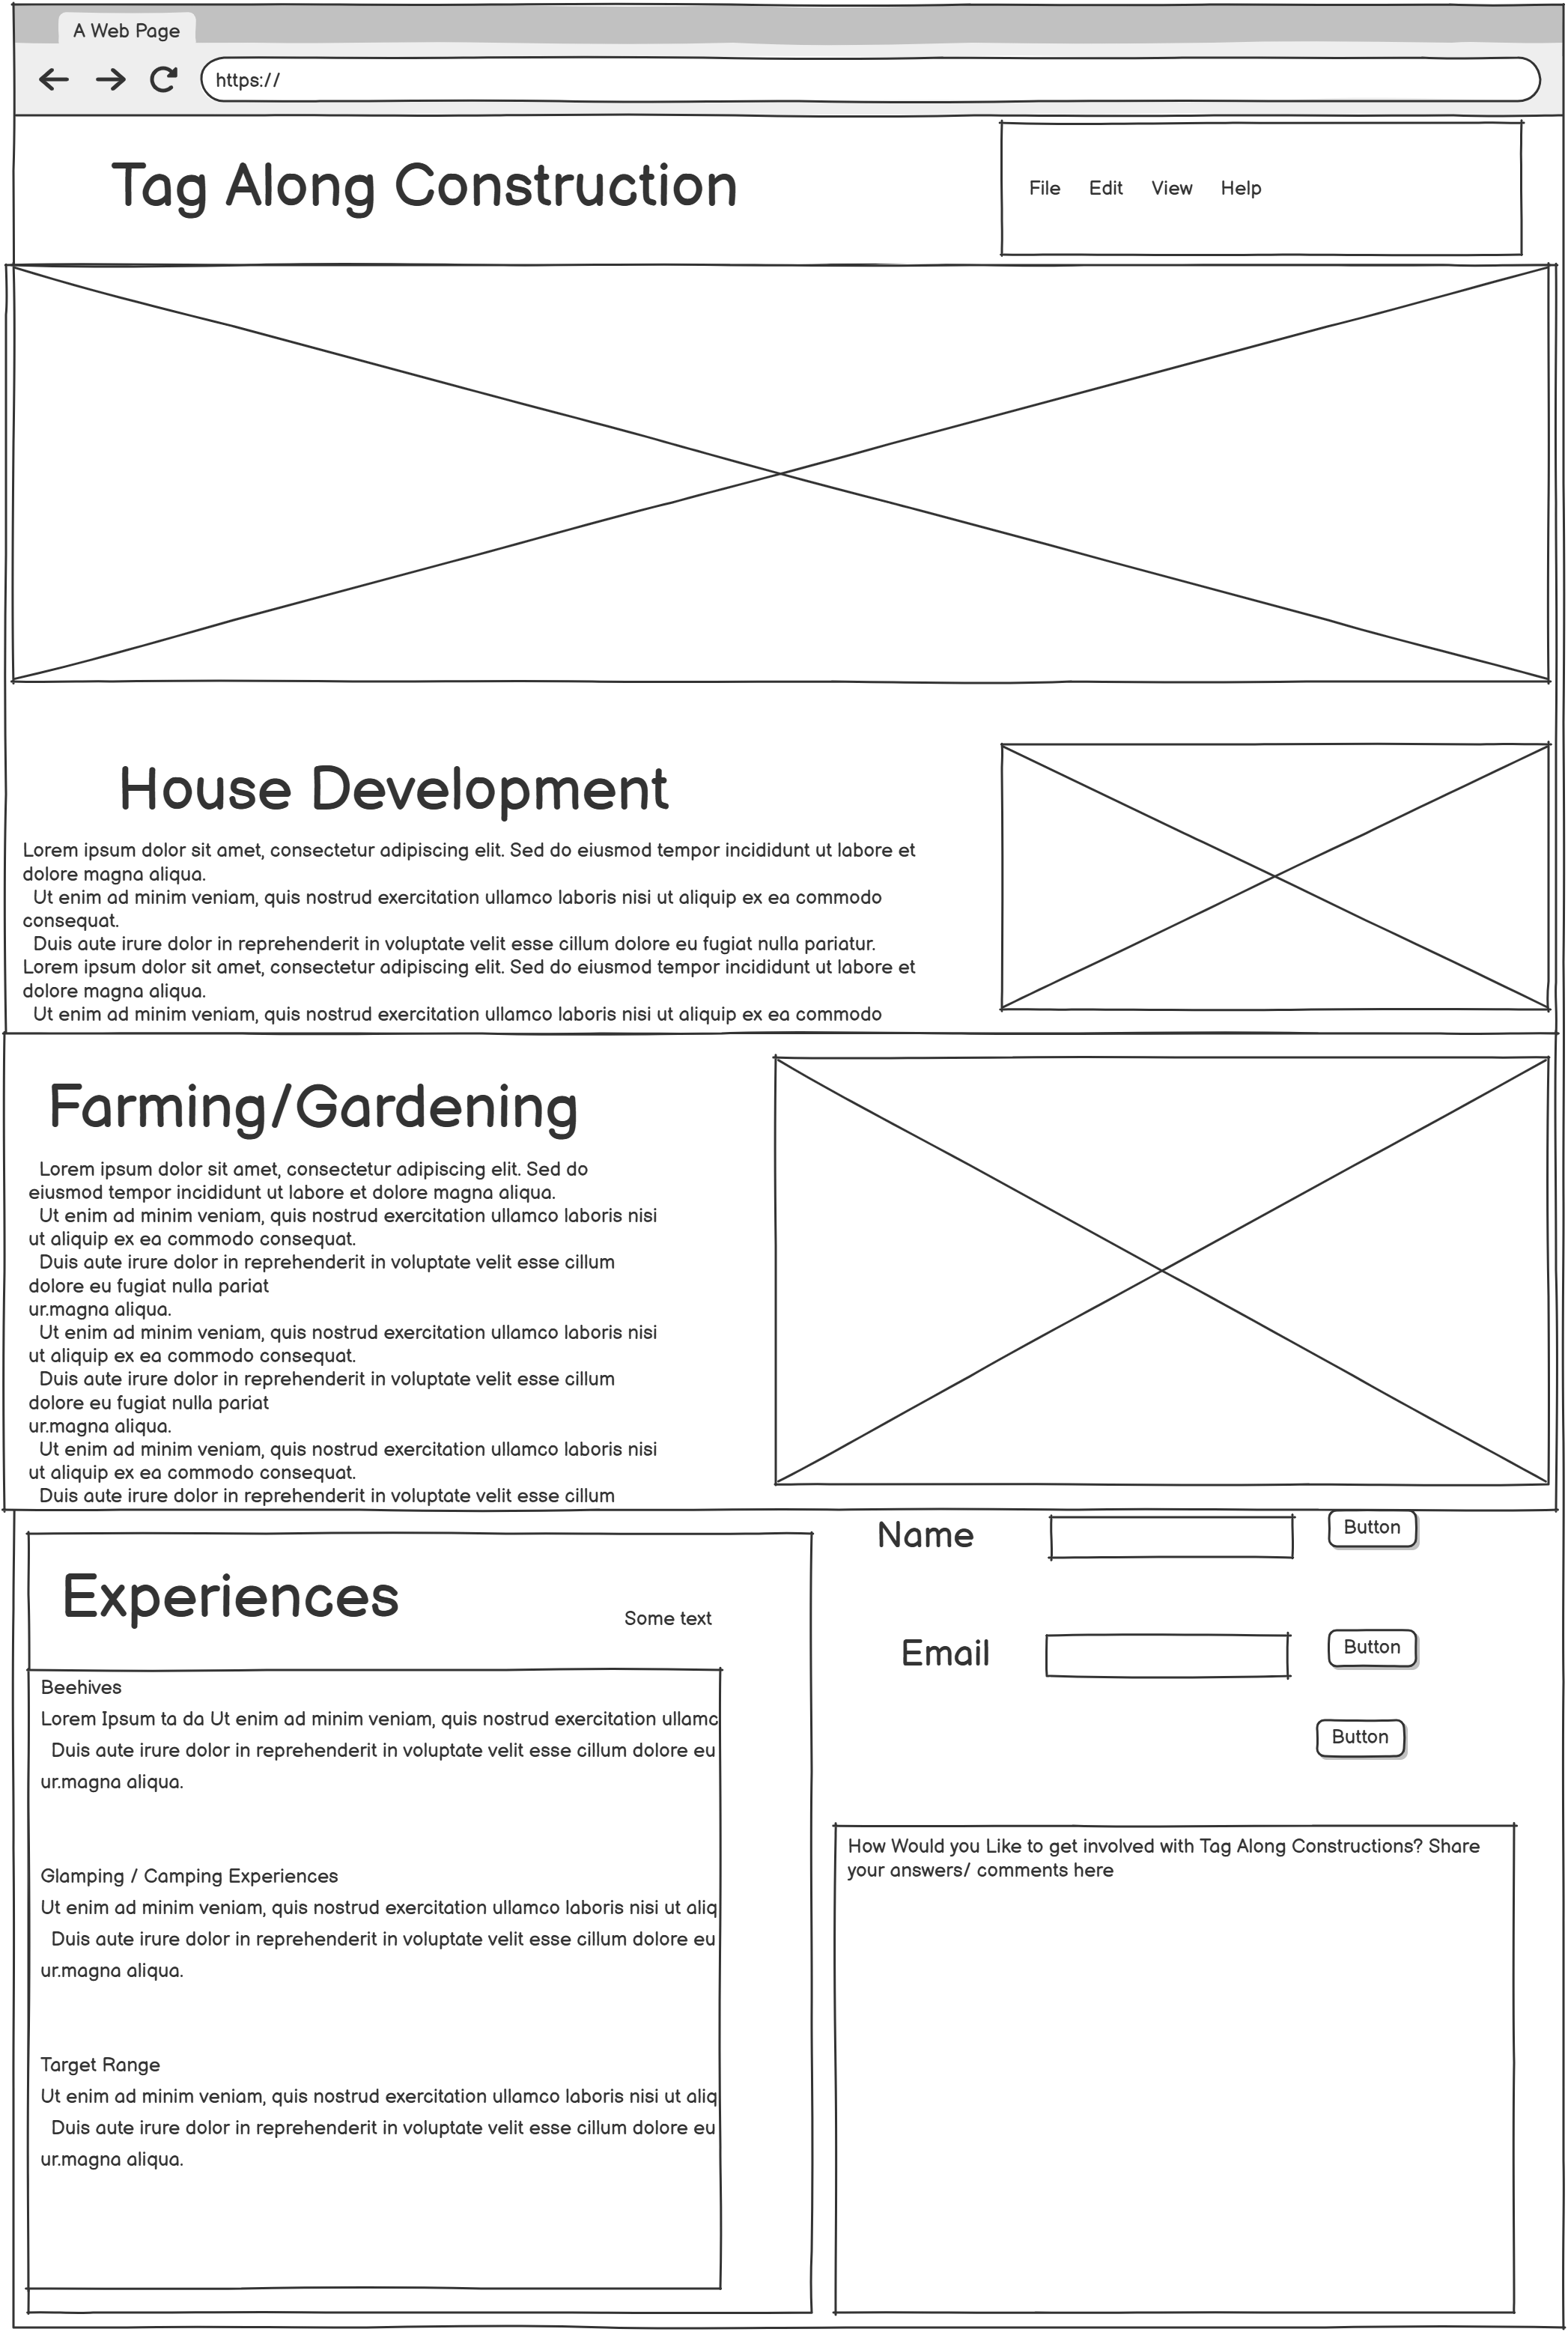 A Web Page
https://
Tag Along Construction
File Edit View Help
House Development
Lorem ipsum dolor sit amet, consectetur adipiscing elit. Sed do eiusmod tempor incididunt ut labore et
dolore magna aliqua.
Ut enim ad minim veniam, quis nostrud exercitation ullamco laboris nisi ut aliquip ex ea commodo
consequat.
Duis aute irure dolor in reprehenderit in voluptate velit esse cillum dolore eu fugiat nulla pariatur.
Lorem ipsum dolor sit amet, consectetur adipiscing elit. Sed do eiusmod tempor incididunt ut labore et
dolore magna aliqua.
Ut enim ad minim veniam, quis nostrud exercitation ullamco laboris nisi ut aliquip ex ea commodo
Farming/Gardening
Lorem ipsum dolor sit amet, consectetur adipiscing elit. Sed do
eiusmod tempor incididunt ut labore et dolore magna aliqua.
Ut enim ad minim veniam, quis nostrud exercitation ullamco laboris nisi
ut aliquip ex ea commodo consequat.
Duis aute irure dolor in reprehenderit in voluptate velit esse cillum
dolore eu fugiat nulla pariat
ur.magna aliqua.
Ut enim ad minim veniam, quis nostrud exercitation ullamco laboris nisi
ut aliquip ex ea commodo consequat.
Duis aute irure dolor in reprehenderit in voluptate velit esse cillum
dolore eu fugiat nulla pariat
ur.magna aliqua.
Ut enim ad minim veniam, quis nostrud exercitation ullamco laboris nisi
ut aliquip ex ea commodo consequat.
Duis aute irure dolor in reprehenderit in voluptate velit esse cillum
Experiences
Some text
Beehives
Lorem Ipsum ta da Ut enim ad minim veniam, quis nostrud exercitation ullamc
Duis aute irure dolor in reprehenderit in voluptate velit esse cillum dolore eu
ur.magna aliqua.
Glamping / Camping Experiences
Ut enim ad minim veniam, quis nostrud exercitation ullamco laboris nisi ut aliq
Duis aute irure dolor in reprehenderit in voluptate velit esse cillum dolore eu
ur.magna aliqua.
Target Range
Ut enim ad minim veniam, quis nostrud exercitation ullamco laboris nisi ut aliq
Duis aute irure dolor in reprehenderit in voluptate velit esse cillum dolore eu
ur.magna aliqua.
Name
Button
Email
Button
Button
How Would you Like to get involved with Tag Along Constructions? Share
your answers/ comments here